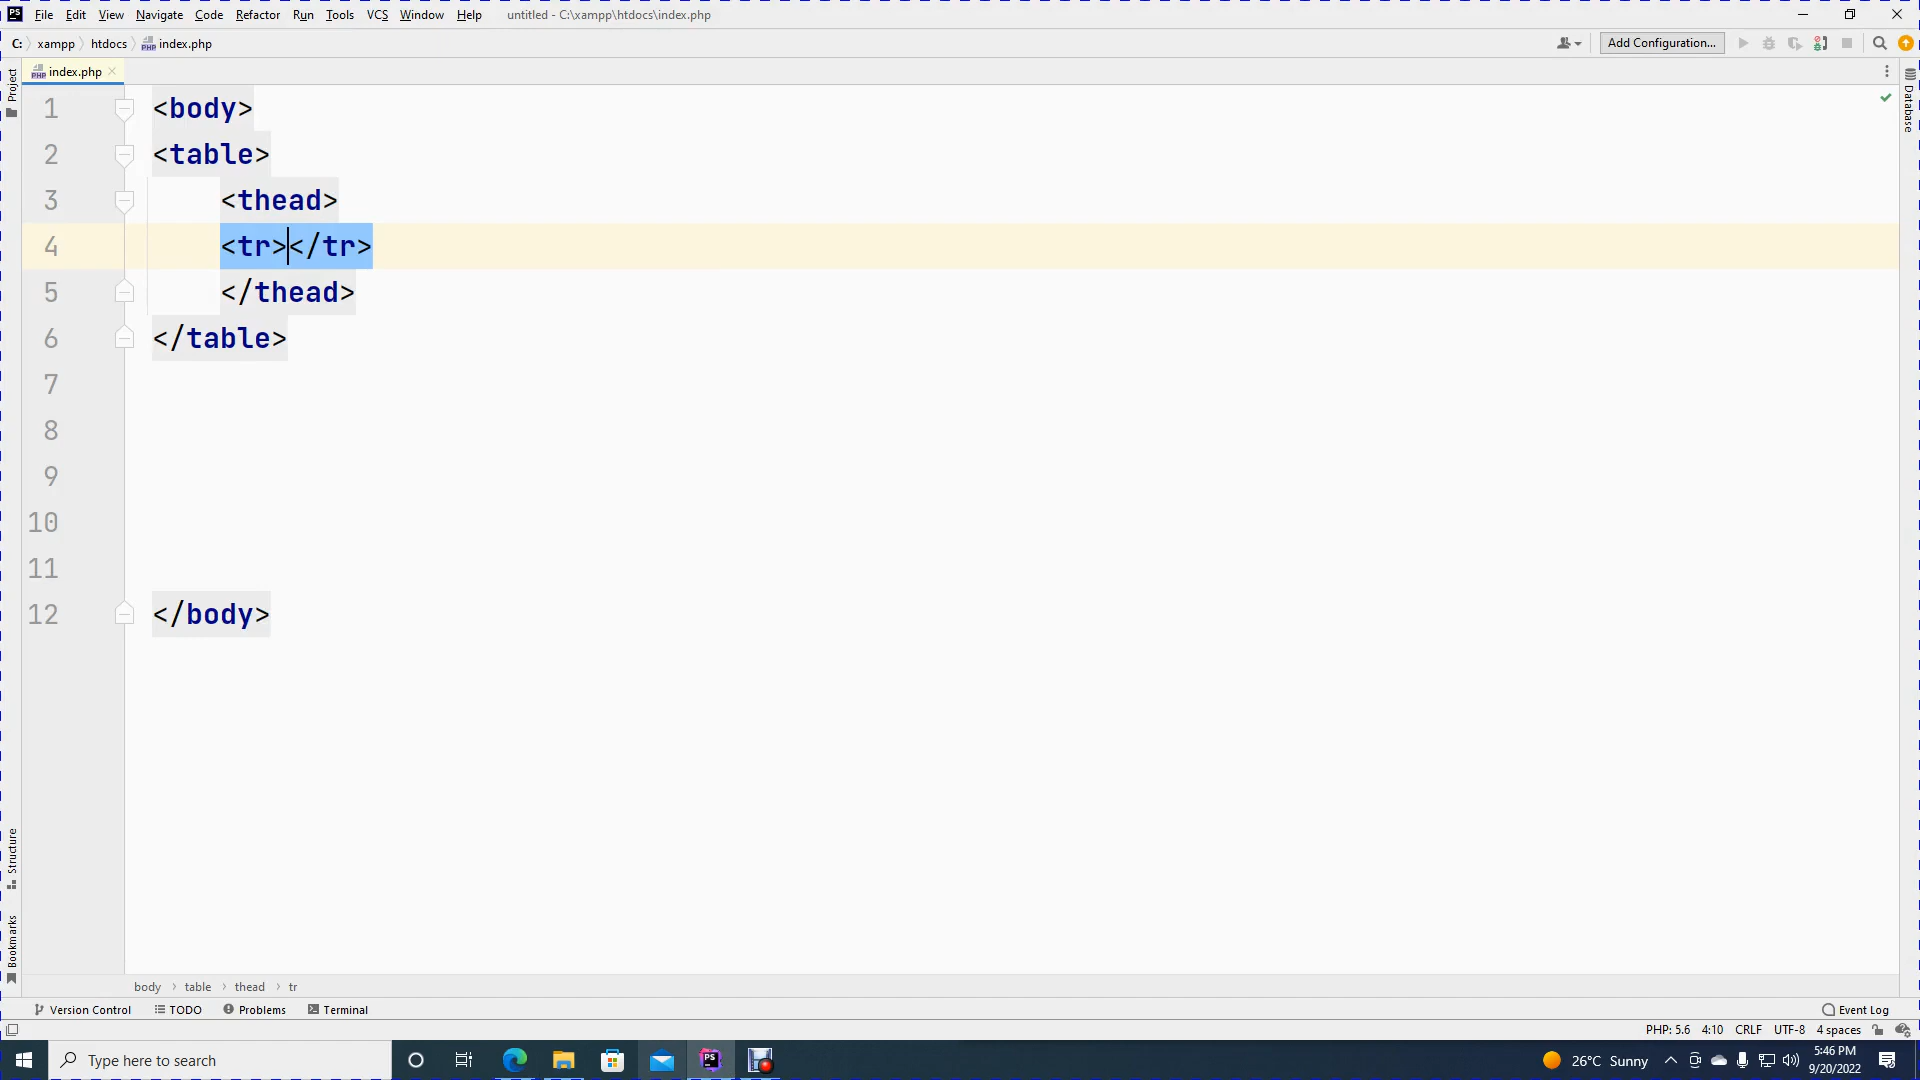 PS File Edit View Navigate Code Refactor Run Tools VCS Window Help untitled - C:\xampp\htdocs\index.php
C: xampp htdocs PHP index.php Add Configuration...
PHP index.php
Project
Database
1 <body>
2 <table>
3 <thead>
4 <tr></tr>
5 </thead>
6 </table>
7
8
9
10
11
12 </body>
Structure
Bookmarks
body table thead tr
Version Control TODO Problems Terminal Event Log
PHP: 5.6 4:10 CRLF UTF-8 4 spaces
Type here to search PS 26°C Sunny 5:46 PM
9/20/2022